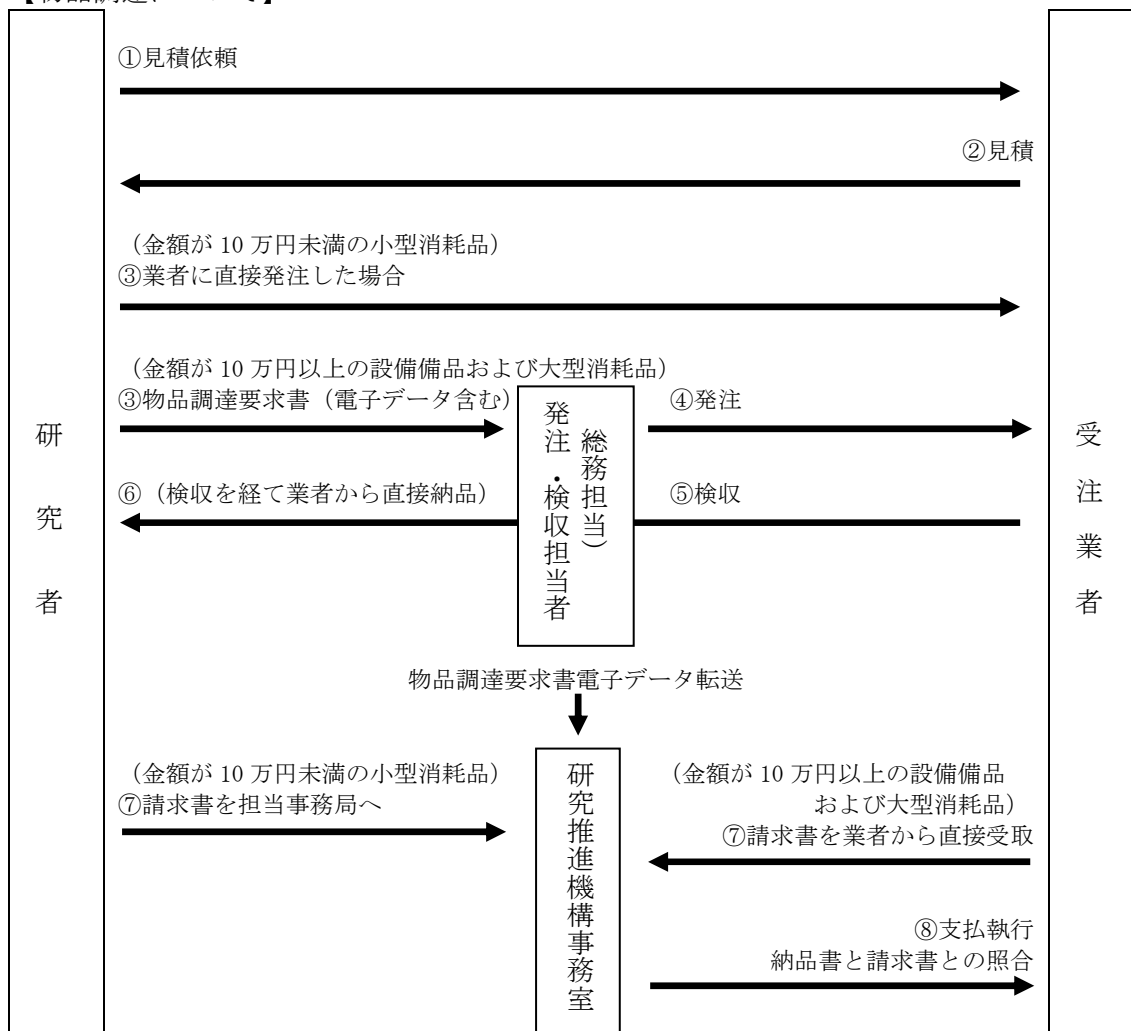 ①見積依頼
②見積
（金額が 10 万円未満の小型消耗品）
③業者に直接発注した場合
（金額が 10 万円以上の設備備品および大型消耗品）
③物品調達要求書（電子データ含む）
④発注
⑥（検収を経て業者から直接納品）
⑤検収
研究者
発注・検収担当者
（総務担当）
受注業者
物品調達要求書電子データ転送
（金額が 10 万円未満の小型消耗品）
⑦請求書を担当事務局へ
研究推進機構事務室
（金額が 10 万円以上の設備備品
および大型消耗品）
⑦請求書を業者から直接受取
⑧支払執行
納品書と請求書との照合